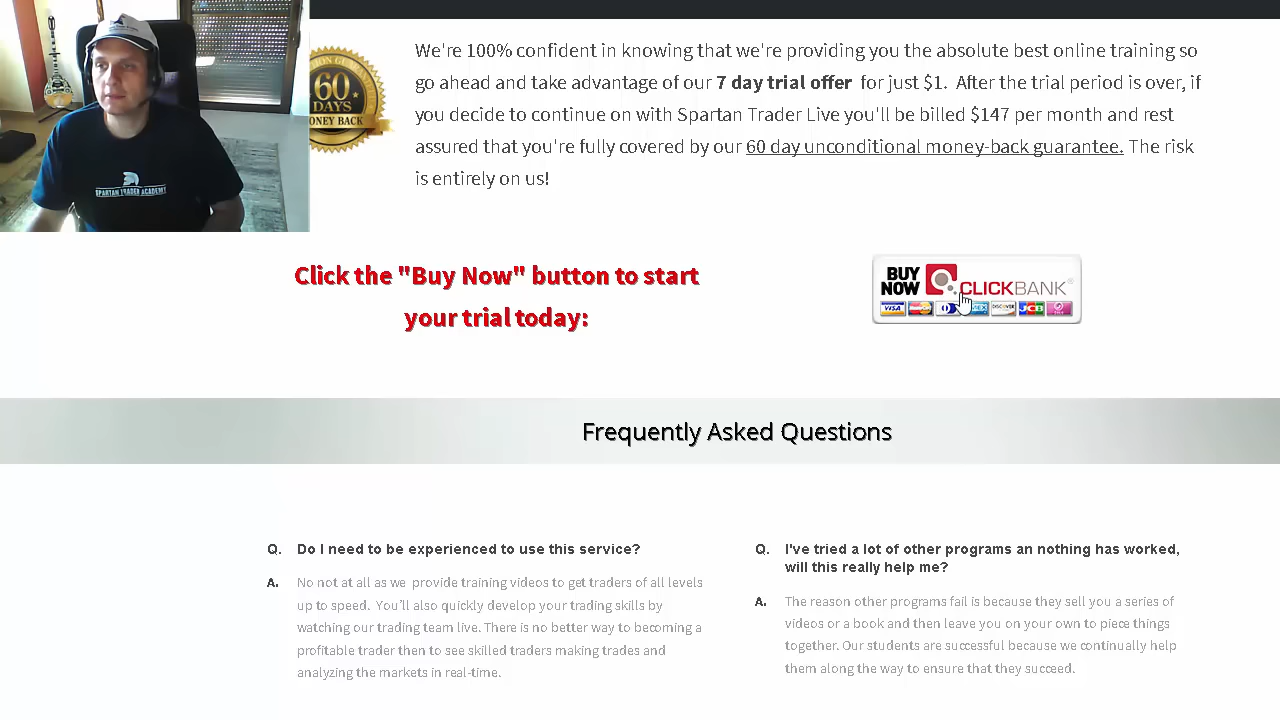 We're 100% confident in knowing that we're providing you the absolute best online training so
go ahead and take advantage of our 7 day trial offer for just $1. After the trial period is over, if
you decide to continue on with Spartan Trader Live you'll be billed $147 per month and rest
assured that you're fully covered by our 60 day unconditional money-back guarantee. The risk
is entirely on us!
60
DAYS
MONEY BACK
SPARTAN TRADER ACADEMY
Click the "Buy Now" button to start
your trial today:
BUY
NOW
CLICKBANK®
VISA
DISCOVER
JCB
Frequently Asked Questions
Q. Do I need to be experienced to use this service?
A. No not at all as we provide training videos to get traders of all levels
up to speed. You'll also quickly develop your trading skills by
watching our trading team live. There is no better way to becoming a
profitable trader then to see skilled traders making trades and
analyzing the markets in real-time.
Q. I've tried a lot of other programs an nothing has worked,
will this really help me?
A. The reason other programs fail is because they sell you a series of
videos or a book and then leave you on your own to piece things
together. Our students are successful because we continually help
them along the way to ensure that they succeed.